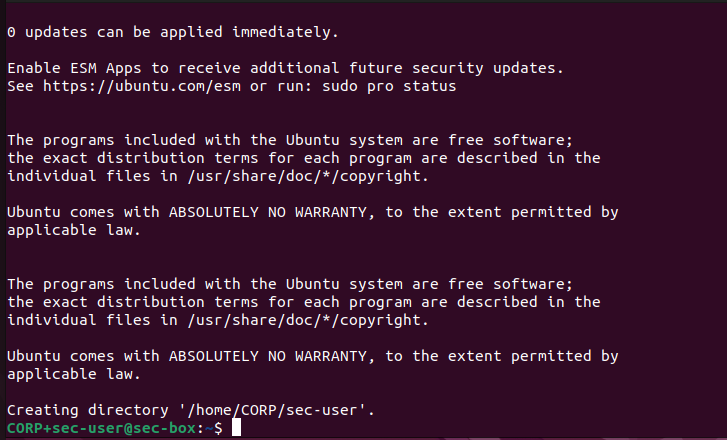 0 updates can be applied immediately.
Enable ESM Apps to receive additional future security updates.
See https://ubuntu.com/esm or run: sudo pro status
The programs included with the Ubuntu system are free software;
the exact distribution terms for each program are described in the
individual files in /usr/share/doc/*/copyright.
Ubuntu comes with ABSOLUTELY NO WARRANTY, to the extent permitted by
applicable law.
The programs included with the Ubuntu system are free software;
the exact distribution terms for each program are described in the
individual files in /usr/share/doc/*/copyright.
Ubuntu comes with ABSOLUTELY NO WARRANTY, to the extent permitted by
applicable law.
Creating directory '/home/CORP/sec-user'.
CORP+sec-user@sec-box:~$